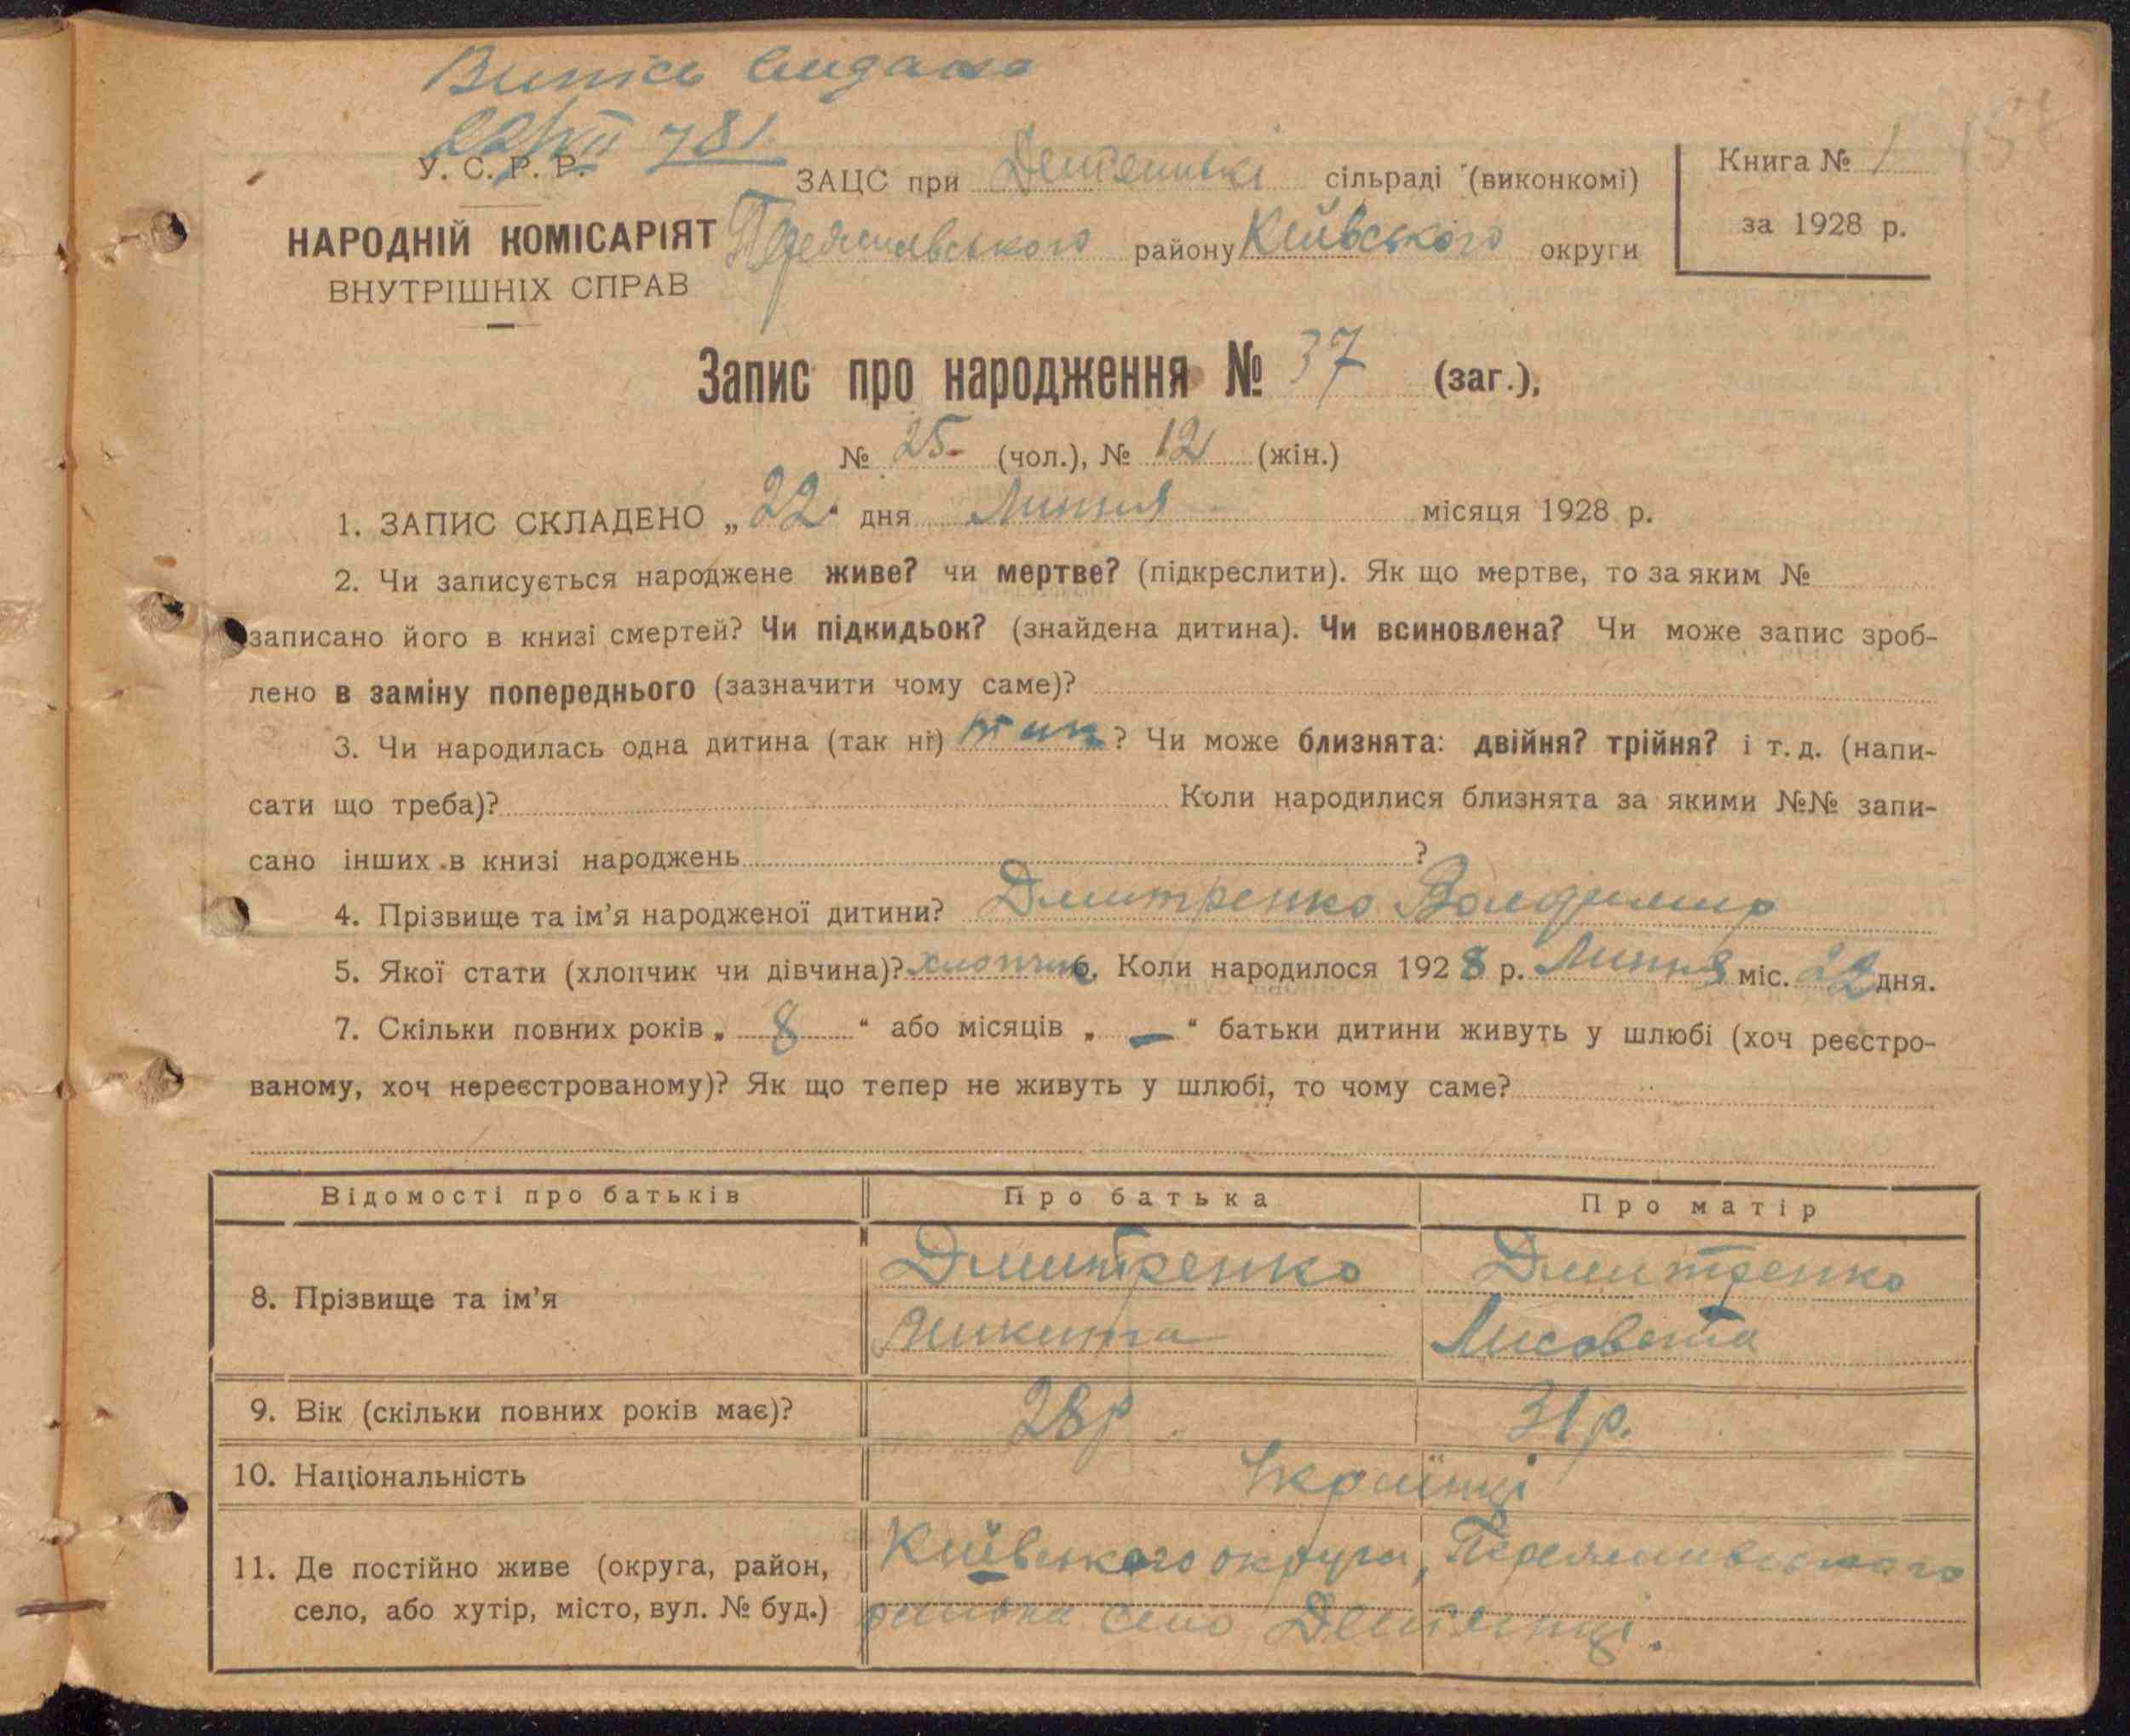 Випись видана
22/VII 781
У. С. Р. Р.
НАРОДНІЙ КОМІСАРІЯТ
ВНУТРІШНІХ СПРАВ
ЗАЦС при сільраді (виконкомі)
Переяславського району Київського округи
Книга № 1
за 1928 р.
Запис про народження № 37 (заг.),
№ 25 (чол.), № 12 (жін.)
1. ЗАПИС СКЛАДЕНО „ 22 дня Липня місяця 1928 р.
2. Чи записується народжене живе? чи мертве? (підкреслити). Як що мертве, то за яким №
записано його в книзі смертей? Чи підкидьок? (знайдена дитина). Чи всиновлена? Чи може запис зроб-
лено в заміну попереднього (зазначити чому саме)?
3. Чи народилась одна дитина (так ні) так ? Чи може близнята: двійня? трійня? і т. д. (напи-
сати що треба)? Коли народилися близнята за якими №№ запи-
сано інших в книзі народжень ?
4. Прізвище та ім’я народженої дитини? Дмитренко Володимир
5. Якої стати (хлопчик чи дівчина)? хлопчик 6. Коли народилося 1928 р. Липня міс. 22 дня.
7. Скільки повних років „ 8 “ або місяців „ — “ батьки дитини живуть у шлюбі (хоч реєстро-
ваному, хоч нереєстрованому)? Як що тепер не живуть у шлюбі, то чому саме?
Відомості про батьків Про батька Про матір
8. Прізвище та ім’я Дмитренко Дмитренко
Микита Лисовета
9. Вік (скільки повних років має)? 28 р. 31 р.
10. Національність Українці
11. Де постійно живе (округа, район, Київського округи, Переяславського
село, або хутір, місто, вул. № буд.) району село